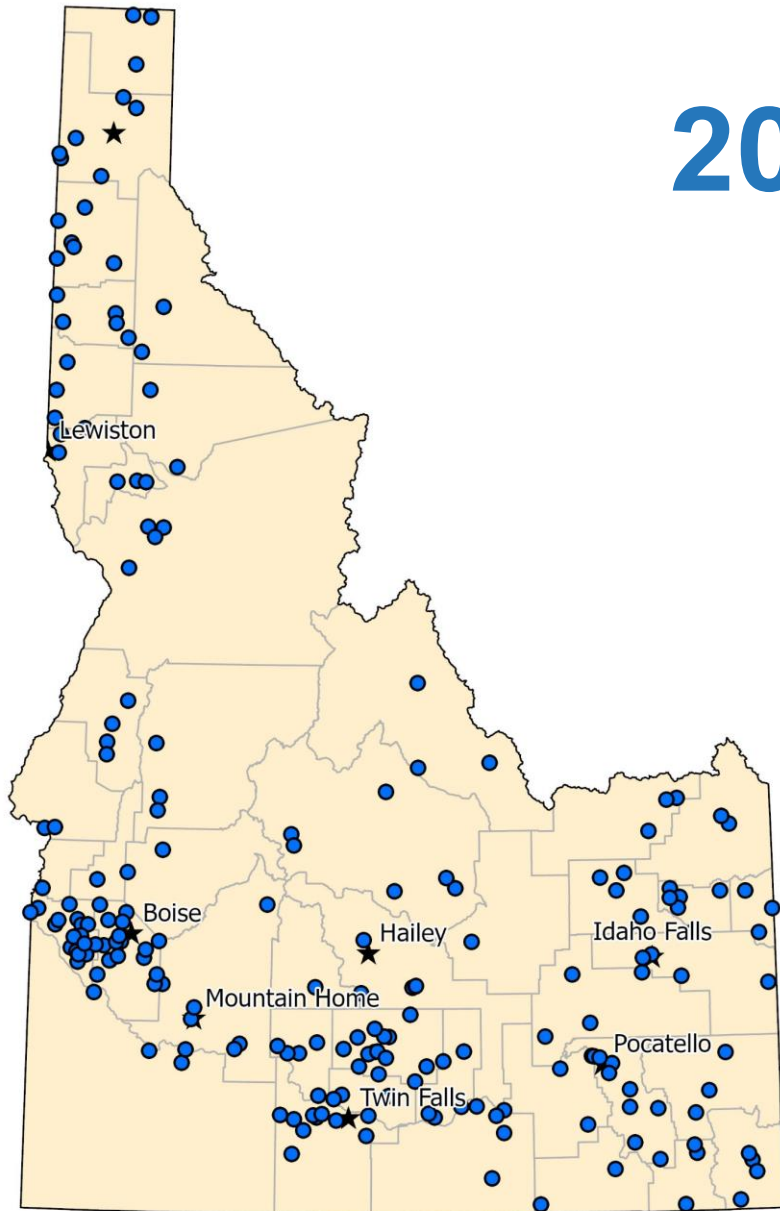 20
Lewiston
Boise
Hailey
Idaho Falls
Mountain Home
Pocatello
Twin Falls